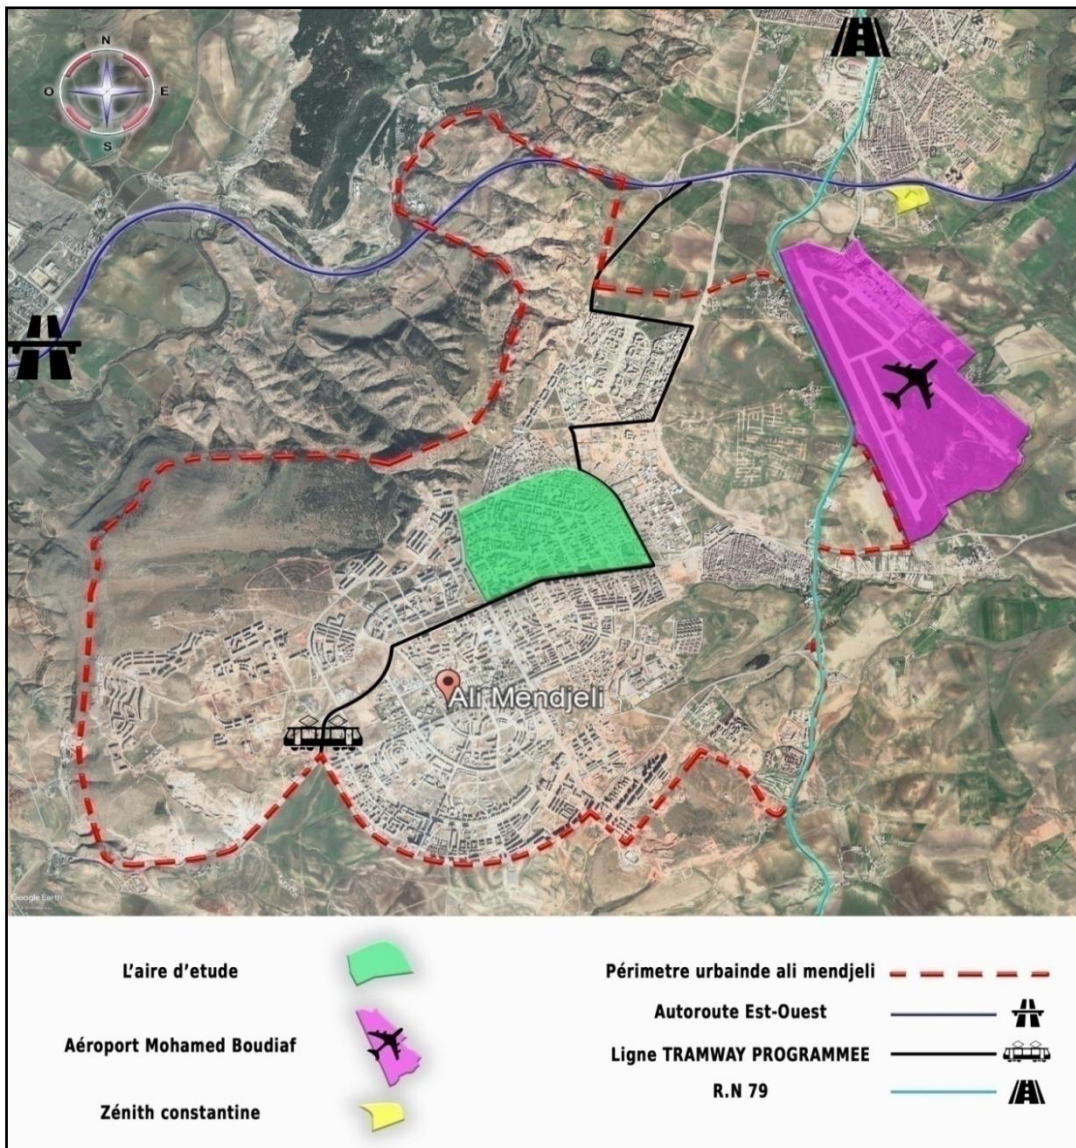 N
O
E
S
Ali Mendjeli
Google Earth
L'aire d'etude
Aéroport Mohamed Boudiaf
Zénith constantine
Périmetre urbainde ali mendjeli
Autoroute Est-Ouest
Ligne TRAMWAY PROGRAMMEE
R.N 79